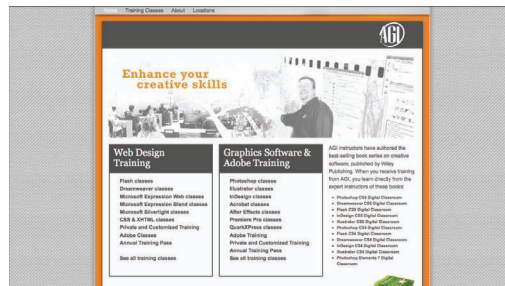 Home Training Classes About Locations
AGI
Enhance your
creative skills
Web Design
Training
Flash classes
Dreamweaver classes
Microsoft Expression Web classes
Microsoft Expression Blend classes
Microsoft Silverlight classes
CSS & XHTML classes
Private and Customized Training
Adobe Classes
Annual Training Pass
See all training classes
Graphics Software &
Adobe Training
Photoshop classes
Illustrator classes
InDesign classes
Acrobat classes
After Effects classes
Premiere Pro classes
QuarkXPress classes
Adobe Training
Private and Customized Training
Annual Training Pass
See all training classes
AGI instructors have authored the
best-selling book series on creative
software, published by Wiley
Publishing. When you receive training
from AGI, you learn directly from the
expert instructors of these books:
Photoshop CS5 Digital Classroom
Dreamweaver CS5 Digital Classroom
Flash CS5 Digital Classroom
InDesign CS5 Digital Classroom
Illustrator CS5 Digital Classroom
Photoshop CS4 Digital Classroom
Flash CS4 Digital Classroom
Dreamweaver CS4 Digital Classroom
InDesign CS4 Digital Classroom
Illustrator CS4 Digital Classroom
Photoshop Elements 7 Digital
Classroom